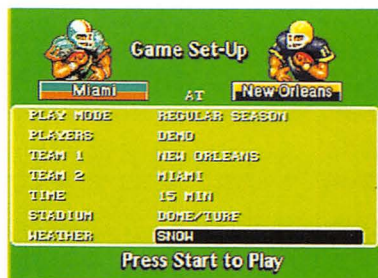 Game Set-Up
Miami AT New Orleans
PLAY MODE REGULAR SEASON
PLAYERS DEMO
TEAM 1 NEW ORLEANS
TEAM 2 MIAMI
TIME 15 MIN
STADIUM DOME/TURF
WEATHER SNOW
Press Start to Play